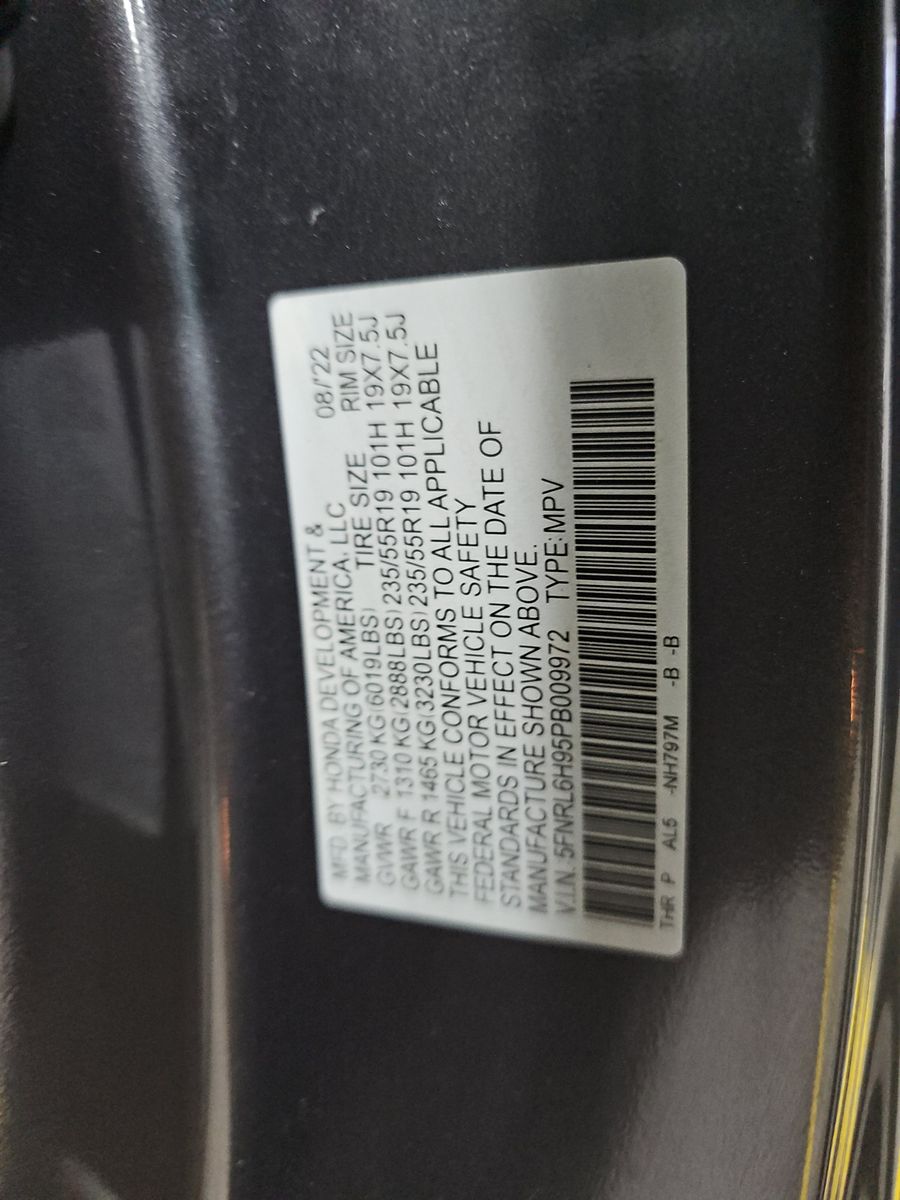 MFD. BY HONDA DEVELOPMENT & 08/'22
MANUFACTURING OF AMERICA, LLC
GVWR 2730 KG(6019LBS) TIRE SIZE RIM SIZE
GAWR F 1310 KG(2888LBS) 235/55R19 101H 19X7.5J
GAWR R 1465 KG(3230LBS) 235/55R19 101H 19X7.5J
THIS VEHICLE CONFORMS TO ALL APPLICABLE
FEDERAL MOTOR VEHICLE SAFETY
STANDARDS IN EFFECT ON THE DATE OF
MANUFACTURE SHOWN ABOVE.
V.I.N. 5FNRL6H95PB009972 TYPE: MPV
THR P AL5 -NH797M -B -B